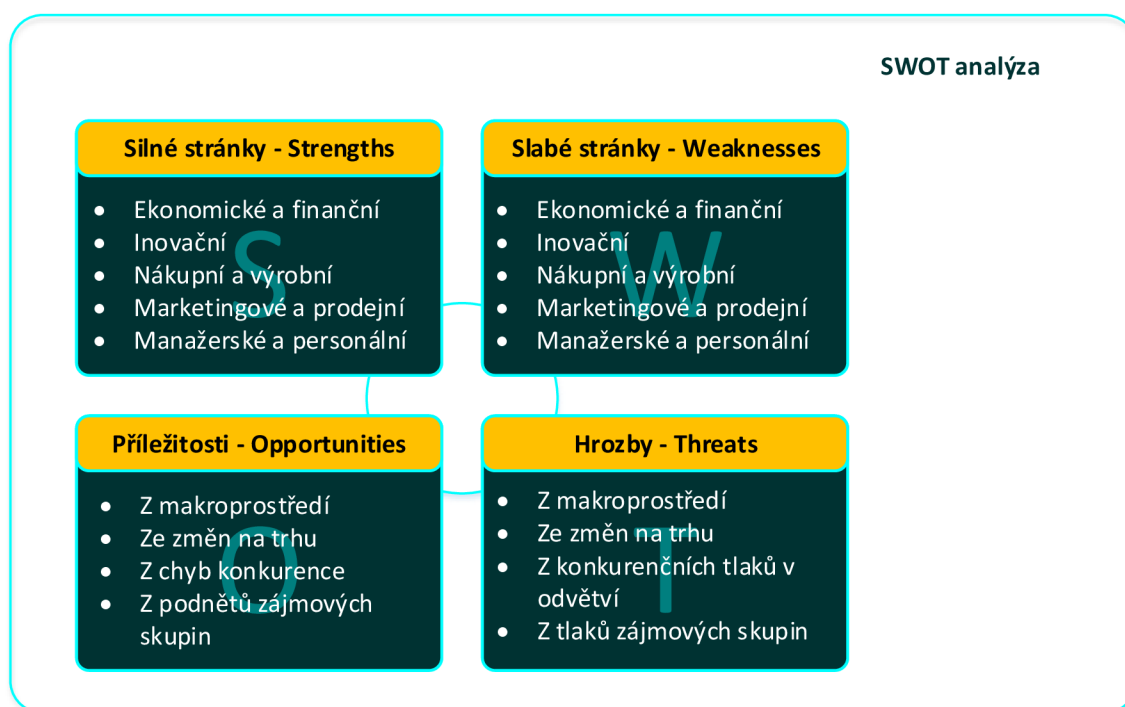 SWOT analýza
Silné stránky - Strengths
S
• Ekonomické a finanční
• Inovační
• Nákupní a výrobní
• Marketingové a prodejní
• Manažerské a personální
Slabé stránky - Weaknesses
W
• Ekonomické a finanční
• Inovační
• Nákupní a výrobní
• Marketingové a prodejní
• Manažerské a personální
Příležitosti - Opportunities
O
• Z makroprostředí
• Ze změn na trhu
• Z chyb konkurence
• Z podnětů zájmových
skupin
Hrozby - Threats
T
• Z makroprostředí
• Ze změn na trhu
• Z konkurenčních tlaků v
odvětví
• Z tlaků zájmových skupin